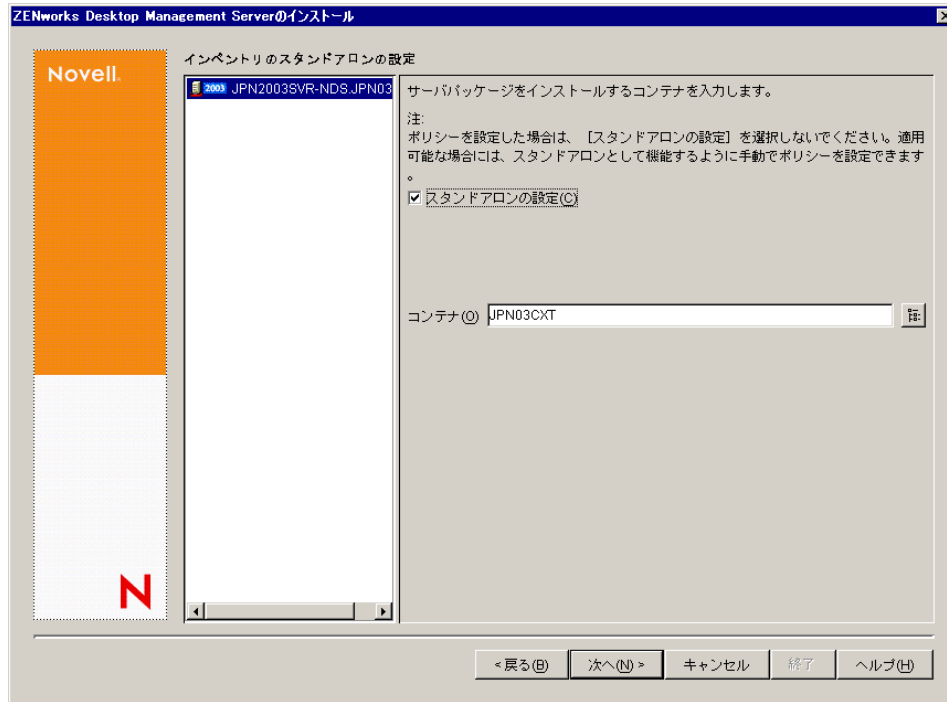 ZENworks Desktop Management Serverのインストール
Novell.
インベントリのスタンドアロンの設定
2003 JPN2003SVR-NDS.JPN03
サーバパッケージをインストールするコンテナを入力します。
注:
ポリシーを設定した場合は、［スタンドアロンの設定］を選択しないでください。適用
可能な場合には、スタンドアロンとして機能するように手動でポリシーを設定できます
。
スタンドアロンの設定(C)
コンテナ(O) JPN03CXT
N
<戻る(B) 次へ(N)> キャンセル 終了 ヘルプ(H)